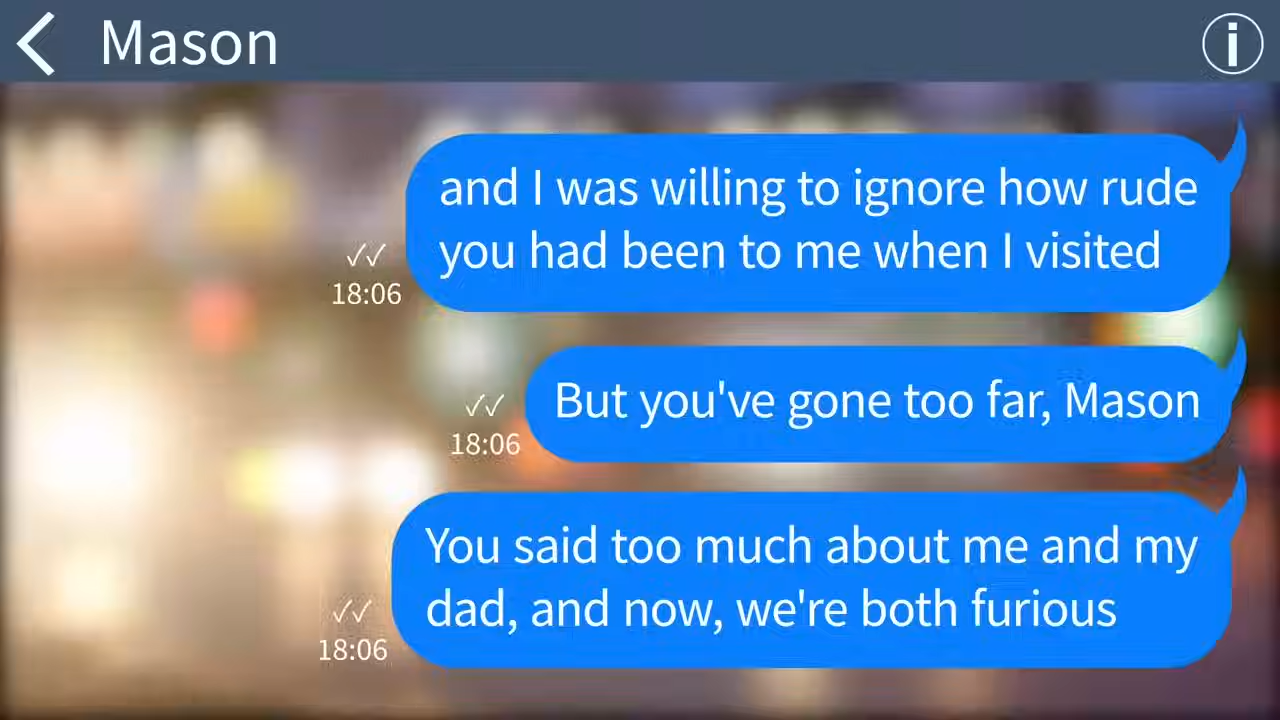 Mason
and I was willing to ignore how rude
you had been to me when I visited
18:06
But you've gone too far, Mason
18:06
You said too much about me and my
dad, and now, we're both furious
18:06